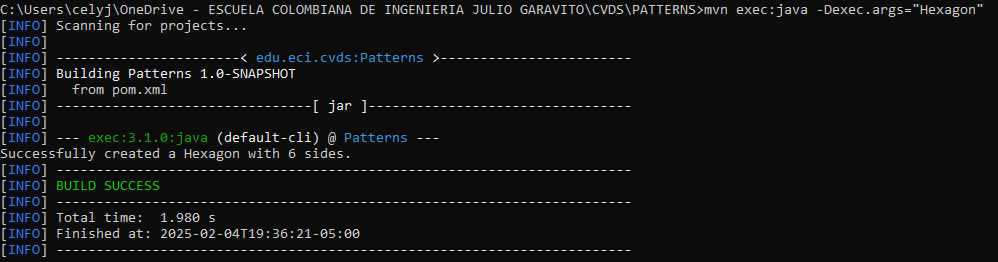 C:\Users\celyj\OneDrive - ESCUELA COLOMBIANA DE INGENIERIA JULIO GARAVITO\CVDS\PATTERNS>mvn exec:java -Dexec.args="Hexagon"
[INFO] Scanning for projects...
[INFO]
[INFO] -----------------------< edu.eci.cvds:Patterns >------------------------
[INFO] Building Patterns 1.0-SNAPSHOT
[INFO]   from pom.xml
[INFO] --------------------------------[ jar ]---------------------------------
[INFO]
[INFO] --- exec:3.1.0:java (default-cli) @ Patterns ---
Successfully created a Hexagon with 6 sides.
[INFO] ------------------------------------------------------------------------
[INFO] BUILD SUCCESS
[INFO] ------------------------------------------------------------------------
[INFO] Total time:  1.980 s
[INFO] Finished at: 2025-02-04T19:36:21-05:00
[INFO] ------------------------------------------------------------------------